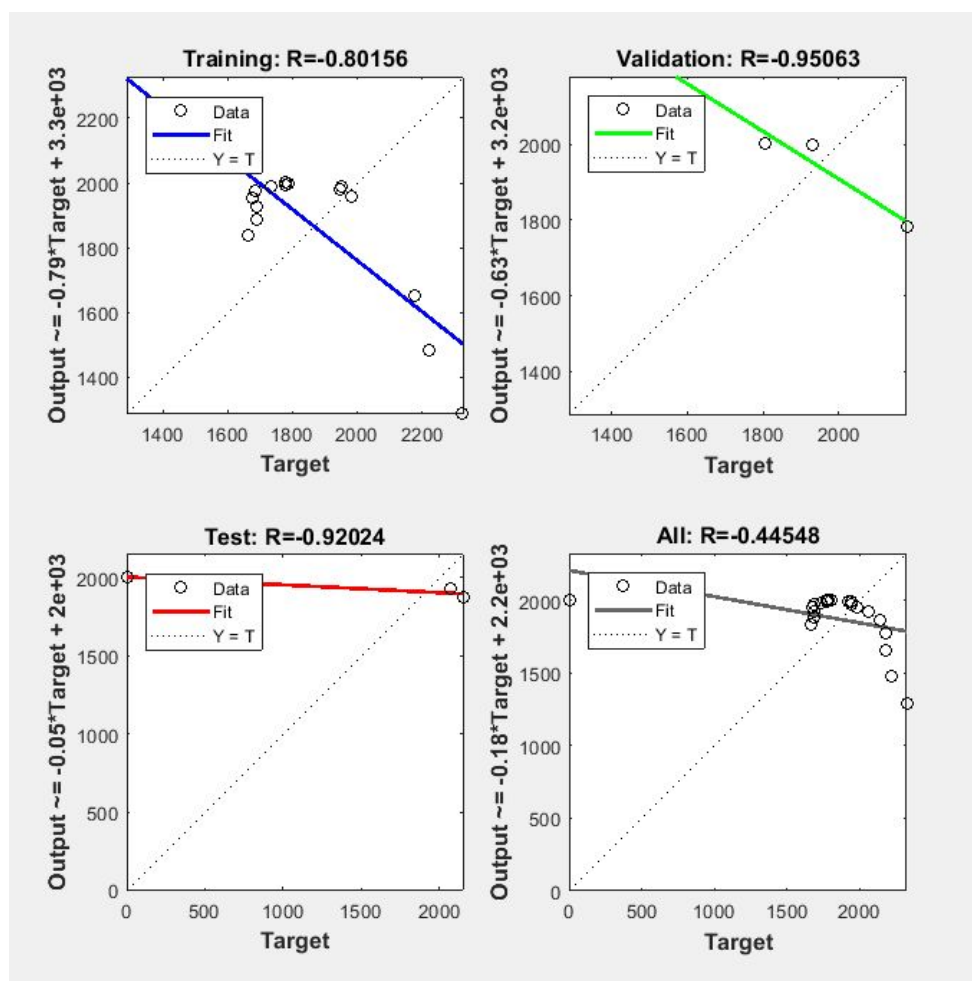 Training: R=-0.80156
Output ~= -0.79*Target + 3.3e+03
2200
2000
1800
1600
1400
Data
Fit
Y = T
1400 1600 1800 2000 2200
Target
Validation: R=-0.95063
Output ~= -0.63*Target + 3.2e+03
2000
1800
1600
1400
Data
Fit
Y = T
1400 1600 1800 2000
Target
Test: R=-0.92024
Output ~= -0.05*Target + 2e+03
2000
1500
1000
500
0
Data
Fit
Y = T
0 500 1000 1500 2000
Target
All: R=-0.44548
Output ~= -0.18*Target + 2.2e+03
2000
1500
1000
500
0
Data
Fit
Y = T
0 500 1000 1500 2000
Target